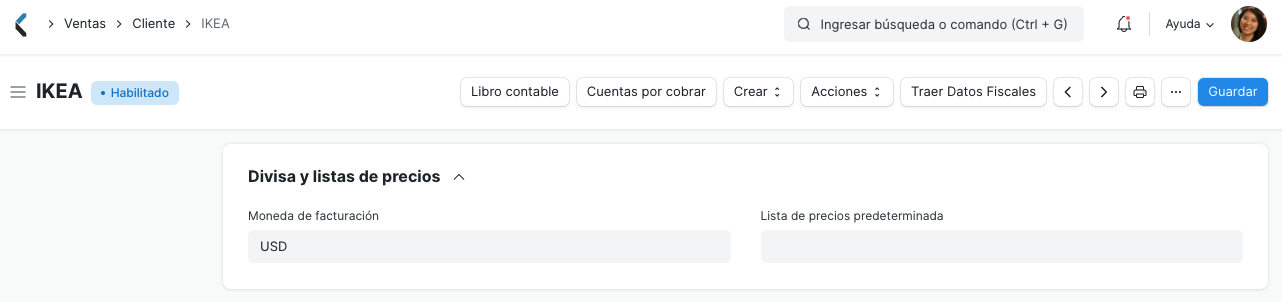 Ventas Cliente IKEA Ingresar búsqueda o comando (Ctrl + G) Ayuda
IKEA • Habilitado Libro contable Cuentas por cobrar Crear Acciones Traer Datos Fiscales ... Guardar
Divisa y listas de precios
Moneda de facturación Lista de precios predeterminada
USD